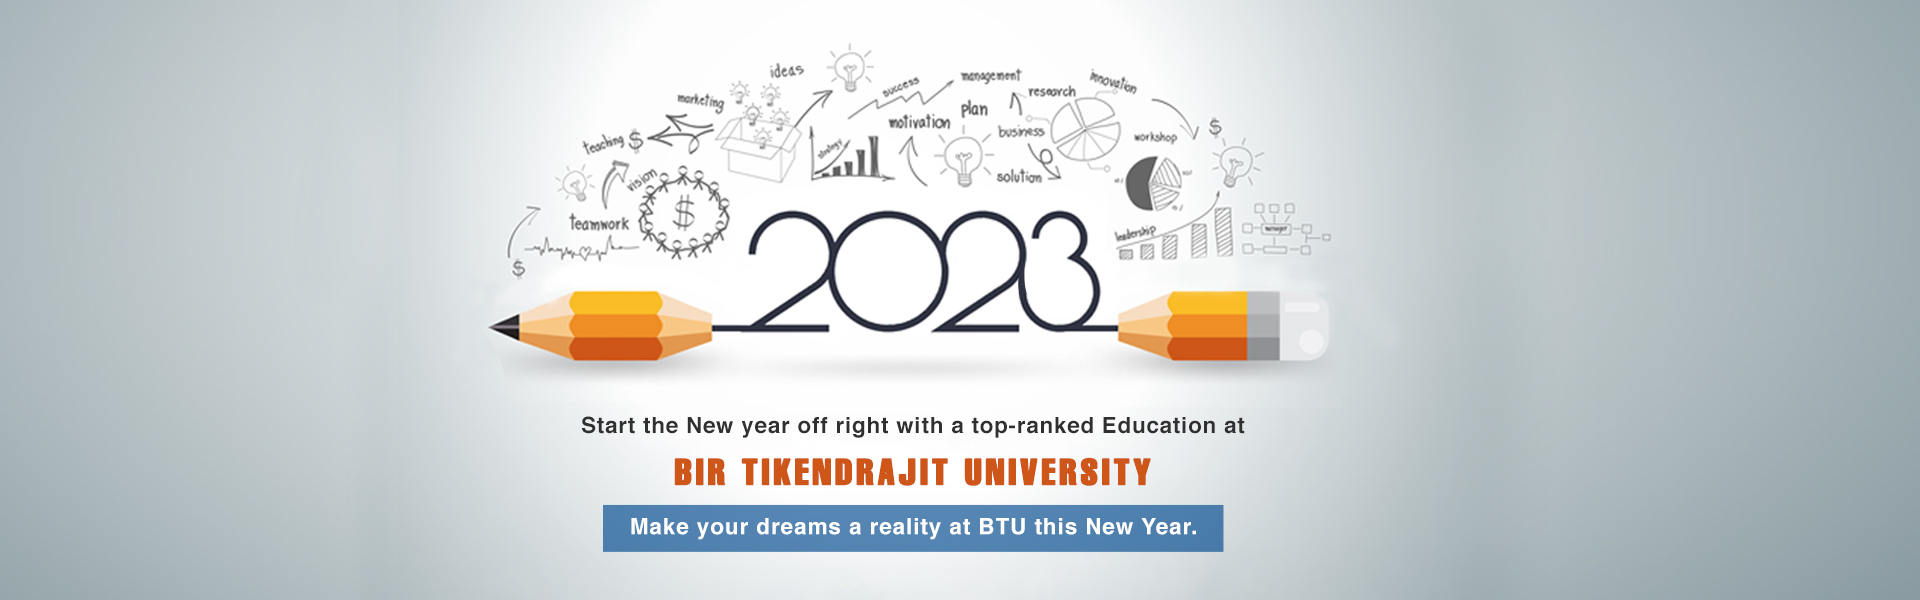 ideas
marketing
success
management
innovation
research
plan
motivation
business
teaching $
strategy
workshop
$
vision
solution
$
teamwork
leadership
manager
$
2023
Start the New year off right with a top-ranked Education at
BIR TIKENDRAJIT UNIVERSITY
Make your dreams a reality at BTU this New Year.